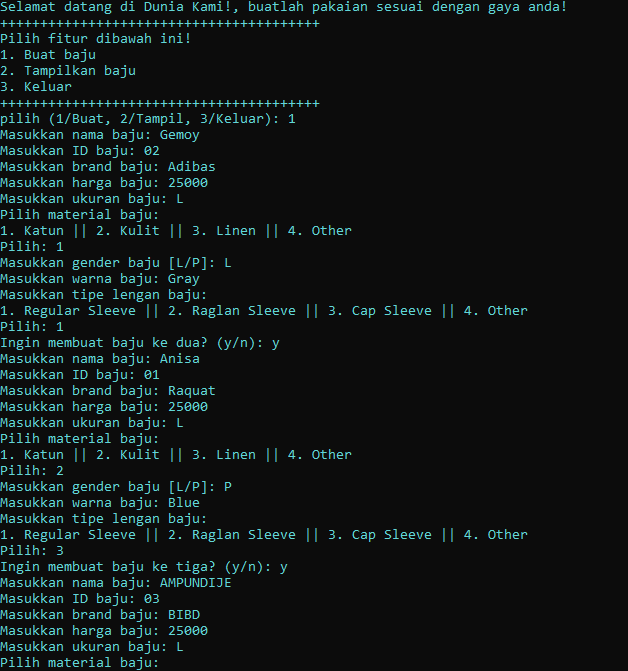 Selamat datang di Dunia Kami!, buatlah pakaian sesuai dengan gaya anda!
++++++++++++++++++++++++++++++++++++++++
Pilih fitur dibawah ini!
1. Buat baju
2. Tampilkan baju
3. Keluar
++++++++++++++++++++++++++++++++++++++++
pilih (1/Buat, 2/Tampil, 3/Keluar): 1
Masukkan nama baju: Gemoy
Masukkan ID baju: 02
Masukkan brand baju: Adibas
Masukkan harga baju: 25000
Masukkan ukuran baju: L
Pilih material baju:
1. Katun || 2. Kulit || 3. Linen || 4. Other
Pilih: 1
Masukkan gender baju [L/P]: L
Masukkan warna baju: Gray
Masukkan tipe lengan baju:
1. Regular Sleeve || 2. Raglan Sleeve || 3. Cap Sleeve || 4. Other
Pilih: 1
Ingin membuat baju ke dua? (y/n): y
Masukkan nama baju: Anisa
Masukkan ID baju: 01
Masukkan brand baju: Raquat
Masukkan harga baju: 25000
Masukkan ukuran baju: L
Pilih material baju:
1. Katun || 2. Kulit || 3. Linen || 4. Other
Pilih: 2
Masukkan gender baju [L/P]: P
Masukkan warna baju: Blue
Masukkan tipe lengan baju:
1. Regular Sleeve || 2. Raglan Sleeve || 3. Cap Sleeve || 4. Other
Pilih: 3
Ingin membuat baju ke tiga? (y/n): y
Masukkan nama baju: AMPUNDIJE
Masukkan ID baju: 03
Masukkan brand baju: BIBD
Masukkan harga baju: 25000
Masukkan ukuran baju: L
Pilih material baju: